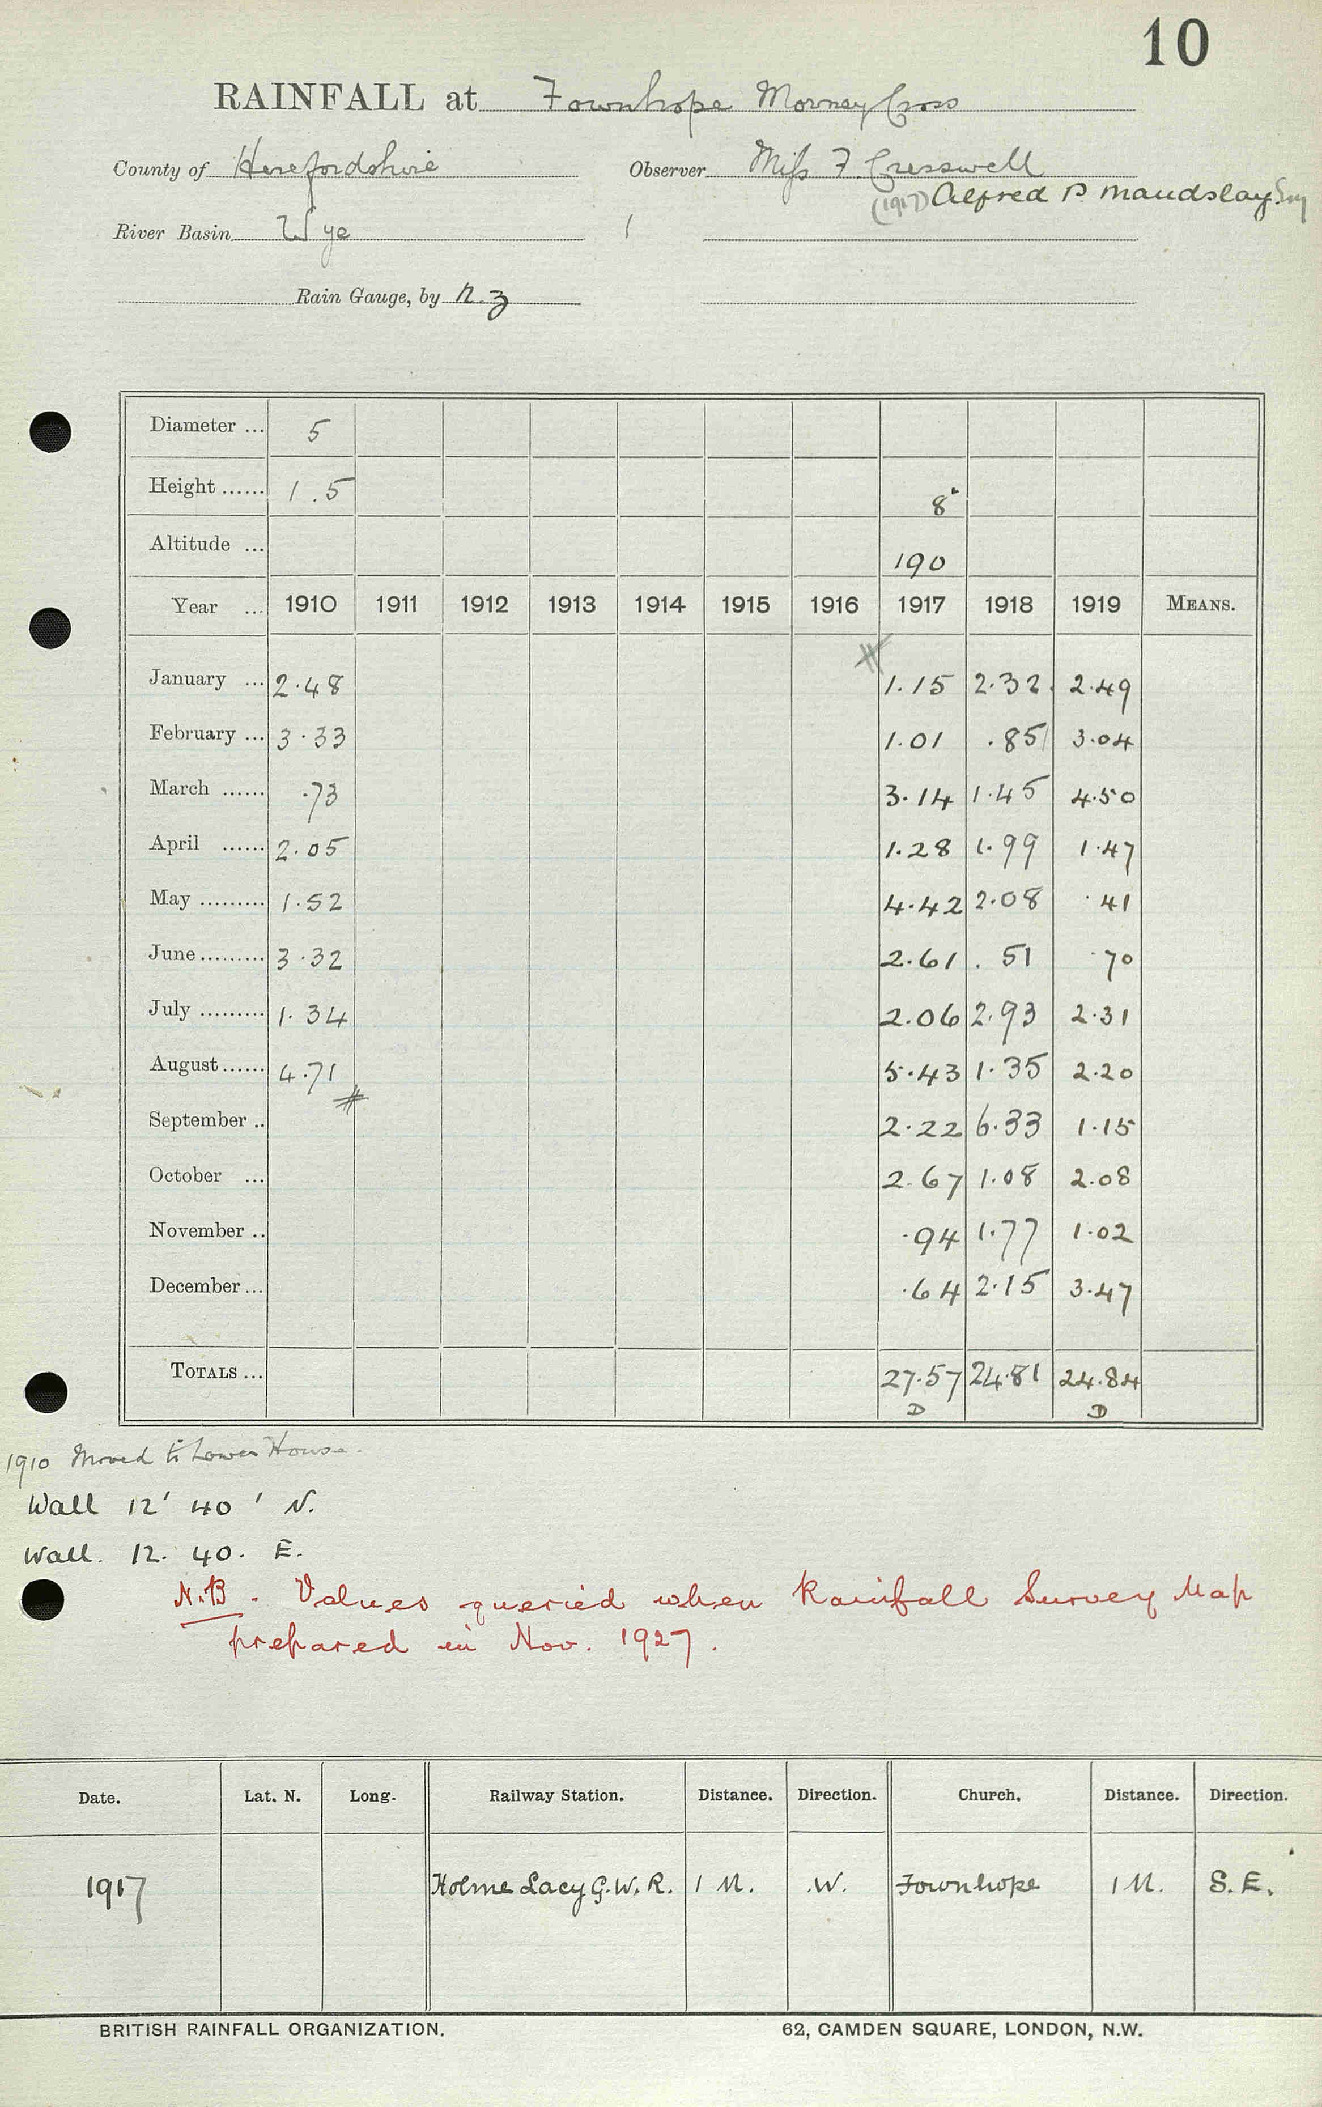 10
RAINFALL at Fownhope Morney Cross
County of Herefordshire Observer Miss F. Cresswell
(1917) Alfred P Maudslay Esq
River Basin Wye
Rain Gauge, by N.Z
Diameter ... 5
Height ...... 1.5 8"
Altitude ... 190
Year ... 1910 1911 1912 1913 1914 1915 1916 1917 1918 1919 MEANS.
January ... 2.48 1.15 2.32 2.49
February ... 3.33 1.01 .85 3.04
March ...... .73 3.14 1.45 4.50
April ...... 2.05 1.28 1.99 1.47
May ......... 1.52 4.42 2.08 .41
June ......... 3.32 2.61 .51 .70
July ......... 1.34 2.06 2.93 2.31
August ...... 4.71 5.43 1.35 2.20
September .. 2.22 6.33 1.15
October ... 2.67 1.08 2.08
November .. .94 1.77 1.02
December ... .64 2.15 3.47
TOTALS ... 27.57 24.81 24.84
D D
1910 Moved to Lower House.
Wall 12' 40' N.
Wall. 12. 40. E.
N.B. Values queried when Rainfall Survey Map
prepared in Nov. 1927.
Date. Lat. N. Long. Railway Station. Distance. Direction. Church. Distance. Direction.
1917 Holme Lacy G.W.R. 1 M. W. Fownhope 1 M. S.E.
BRITISH RAINFALL ORGANIZATION. 62, CAMDEN SQUARE, LONDON, N.W.